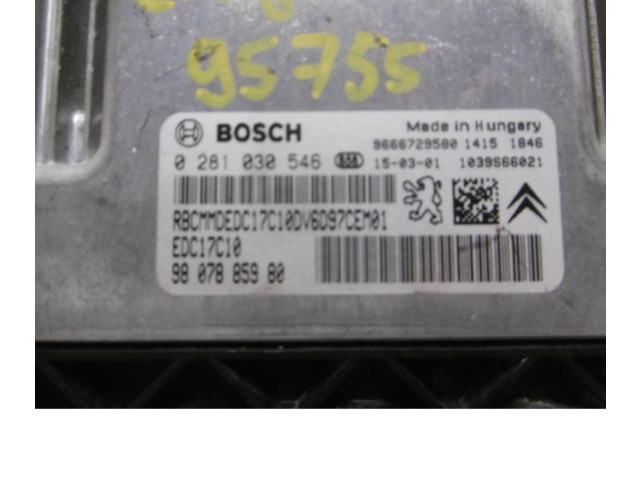 95755
BOSCH
Made in Hungary
9666729580 1415 1846
0 281 030 546
15-03-01 1039S66021
RBCMMDEDC17C10DV6D97CEM01
EDC17C10
98 078 859 80